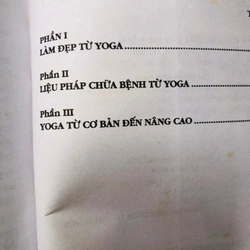 PHẦN I
LÀM ĐẸP TỪ YOGA
Phần II
LIỆU PHÁP CHỮA BỆNH TỪ YOGA
Phần III
YOGA TỪ CƠ BẢN ĐẾN NÂNG CAO